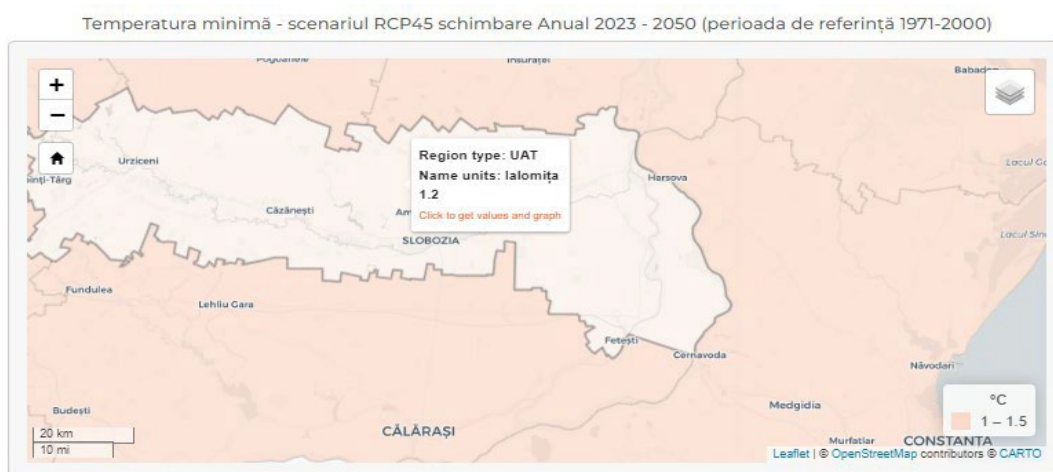 Temperatura minimă - scenariul RCP45 schimbare Anual 2023 - 2050 (perioada de referință 1971-2000)
Însurăței
Babadag
+
−
Region type: UAT
Name units: Ialomița
1.2
Click to get values and graph
Urziceni
Harsova
Căzănești
SLOBOZIA
Fundulea
Lehliu Gara
Fetești
Cernavoda
Năvodari
Budești
Medgidia
CĂLĂRAȘI
°C
1 – 1.5
20 km
10 mi
Murfatlar
CONSTANȚA
Leaflet | © OpenStreetMap contributors © CARTO